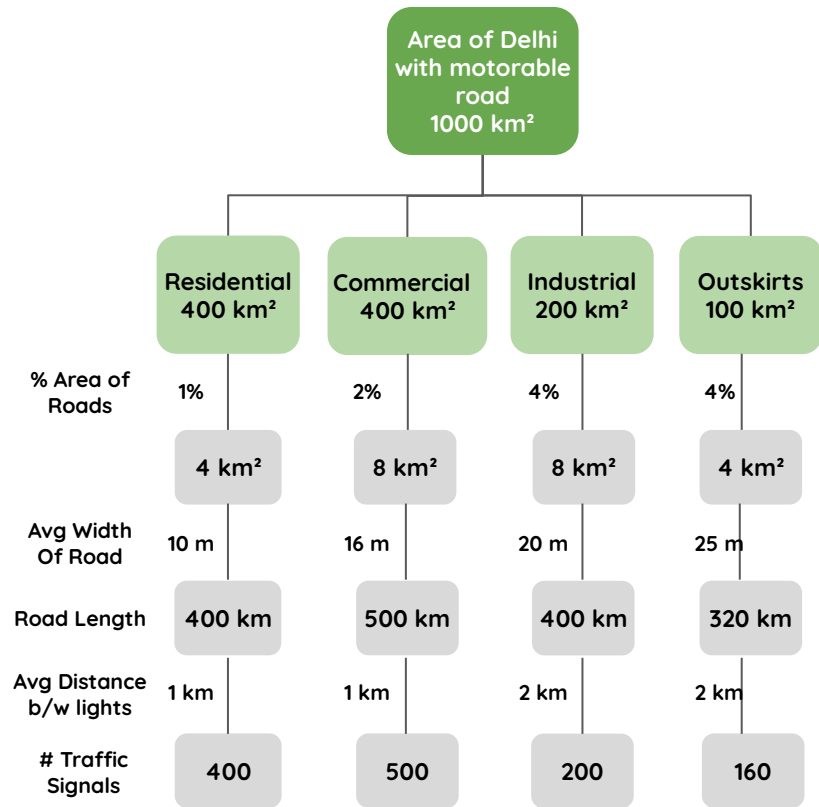 Area of Delhi
with motorable
road
1000 km²
Residential
400 km²
Commercial
400 km²
Industrial
200 km²
Outskirts
100 km²
% Area of
Roads
1%
2%
4%
4%
4 km²
8 km²
8 km²
4 km²
Avg Width
Of Road
10 m
16 m
20 m
25 m
Road Length
400 km
500 km
400 km
320 km
Avg Distance
b/w lights
1 km
1 km
2 km
2 km
# Traffic
Signals
400
500
200
160